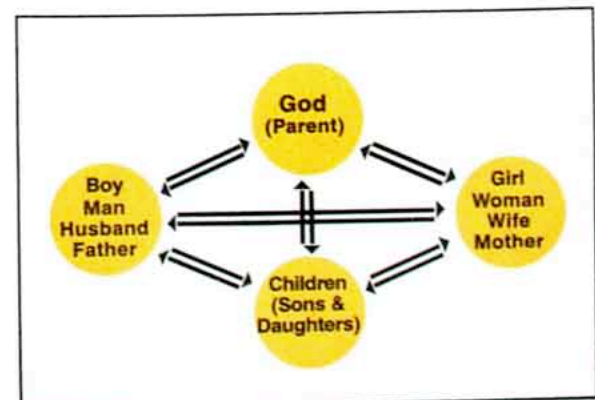 God
(Parent)
Boy
Man
Husband
Father
Girl
Woman
Wife
Mother
Children
(Sons &
Daughters)